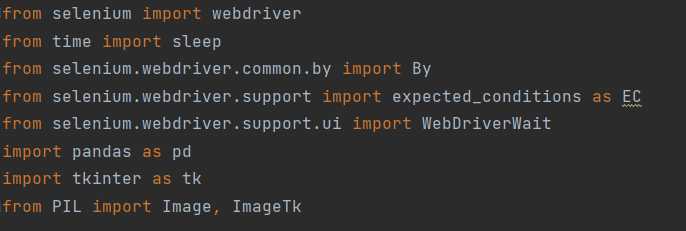 from selenium import webdriver
from time import sleep
from selenium.webdriver.common.by import By
from selenium.webdriver.support import expected_conditions as EC
from selenium.webdriver.support.ui import WebDriverWait
import pandas as pd
import tkinter as tk
from PIL import Image, ImageTk